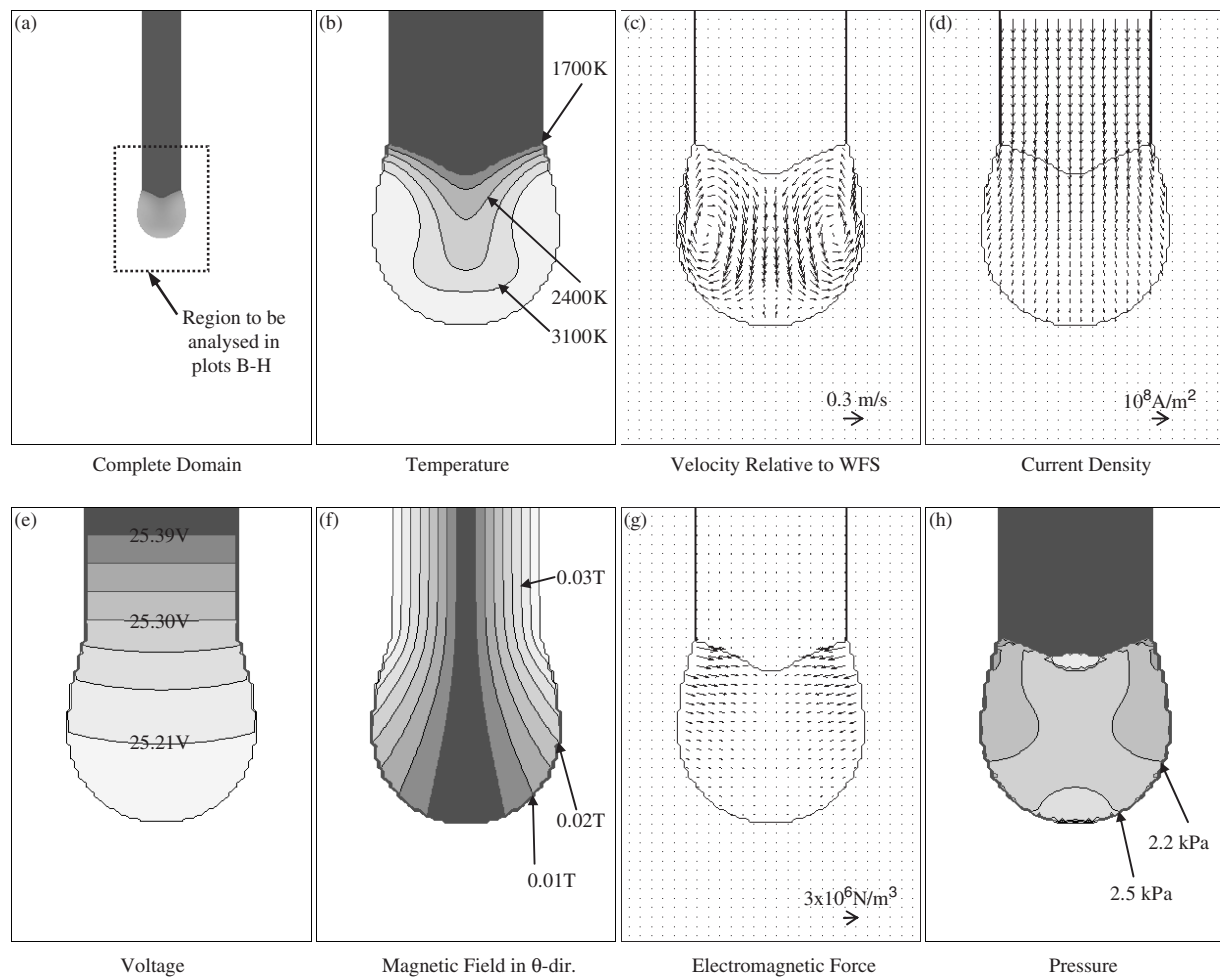 (a)
Region to be
analysed in
plots B-H
Complete Domain
(b)
1700K
2400K
3100K
Temperature
(c)
0.3 m/s
Velocity Relative to WFS
(d)
10⁸A/m²
Current Density
(e)
25.39V
25.30V
25.21V
Voltage
(f)
0.03T
0.02T
0.01T
Magnetic Field in θ-dir.
(g)
3x10⁶N/m³
Electromagnetic Force
(h)
2.2 kPa
2.5 kPa
Pressure